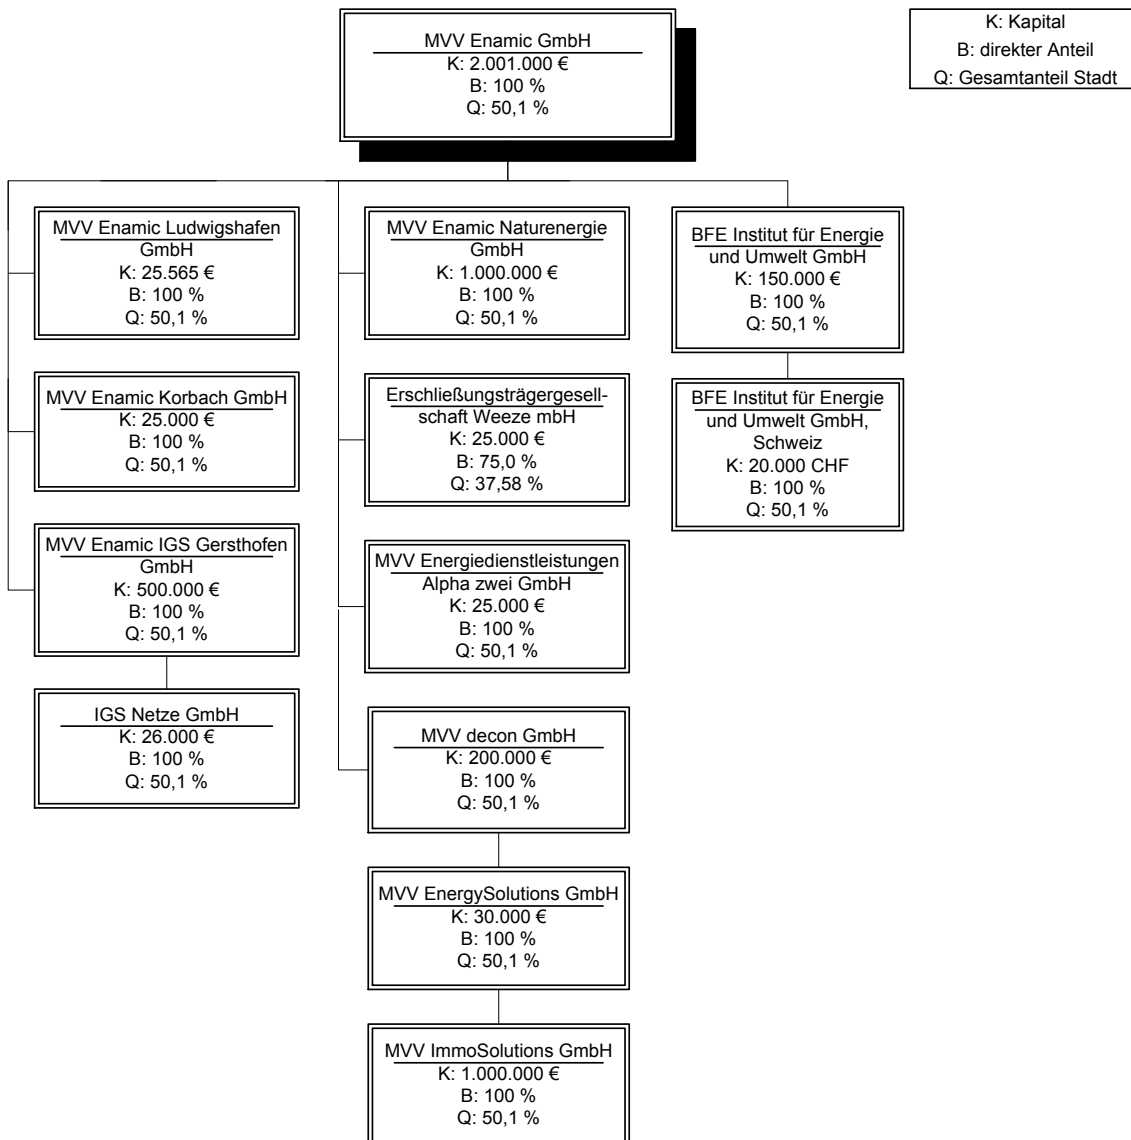 MVV Enamic GmbH
K: 2.001.000 €
B: 100 %
Q: 50,1 %
K: Kapital
B: direkter Anteil
Q: Gesamtanteil Stadt
MVV Enamic Ludwigshafen
GmbH
K: 25.565 €
B: 100 %
Q: 50,1 %
MVV Enamic Korbach GmbH
K: 25.000 €
B: 100 %
Q: 50,1 %
MVV Enamic IGS Gersthofen
GmbH
K: 500.000 €
B: 100 %
Q: 50,1 %
IGS Netze GmbH
K: 26.000 €
B: 100 %
Q: 50,1 %
MVV Enamic Naturenergie
GmbH
K: 1.000.000 €
B: 100 %
Q: 50,1 %
Erschließungsträgergesell-
schaft Weeze mbH
K: 25.000 €
B: 75,0 %
Q: 37,58 %
MVV Energiedienstleistungen
Alpha zwei GmbH
K: 25.000 €
B: 100 %
Q: 50,1 %
MVV decon GmbH
K: 200.000 €
B: 100 %
Q: 50,1 %
MVV EnergySolutions GmbH
K: 30.000 €
B: 100 %
Q: 50,1 %
MVV ImmoSolutions GmbH
K: 1.000.000 €
B: 100 %
Q: 50,1 %
BFE Institut für Energie
und Umwelt GmbH
K: 150.000 €
B: 100 %
Q: 50,1 %
BFE Institut für Energie
und Umwelt GmbH,
Schweiz
K: 20.000 CHF
B: 100 %
Q: 50,1 %